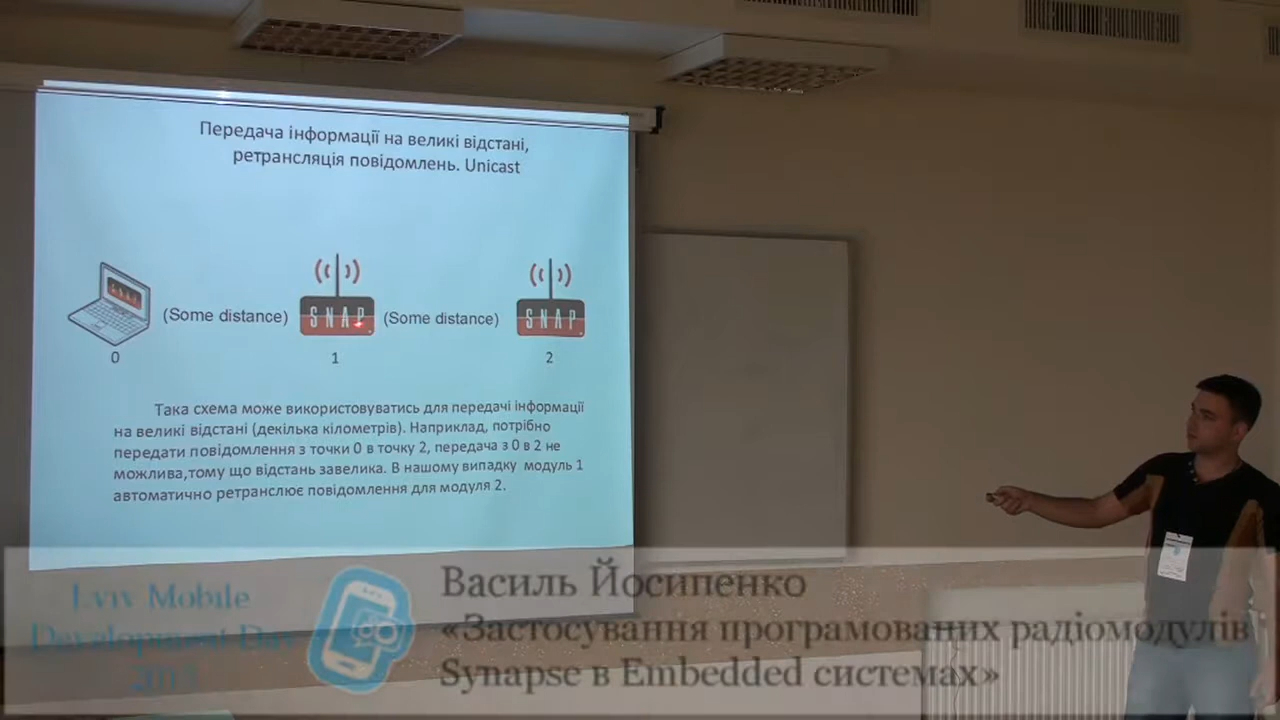 Передача інформації на великі відстані,
ретрансляція повідомлень. Unicast
(Some distance)
SNAP
(Some distance)
SNAP
0
1
2
Така схема може використовуватись для передачі інформації
на великі відстані (декілька кілометрів). Наприклад, потрібно
передати повідомлення з точки 0 в точку 2, передача з 0 в 2 не
можлива,тому що відстань завелика. В нашому випадку модуль 1
автоматично ретранслює повідомлення для модуля 2.
Lviv Mobile
Development Day
Василь Йосипенко
«Застосування програмованих радіомодулів
Synapse в Embedded системах»